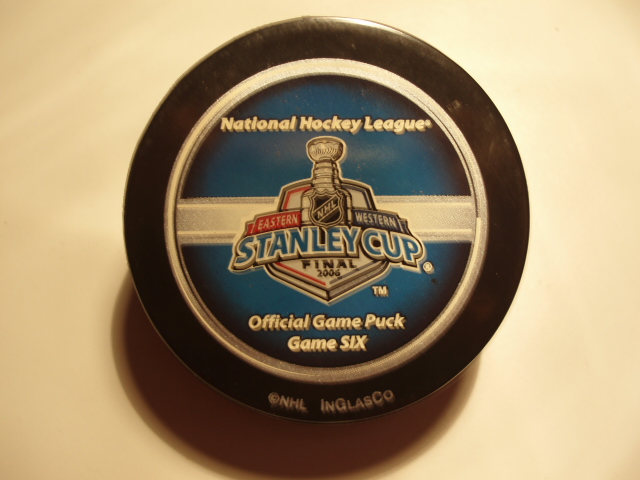 National Hockey League®
NHL
EASTERN WESTERN
STANLEY CUP®
FINAL
2006
TM
Official Game Puck
Game SIX
©NHL InGlasCo